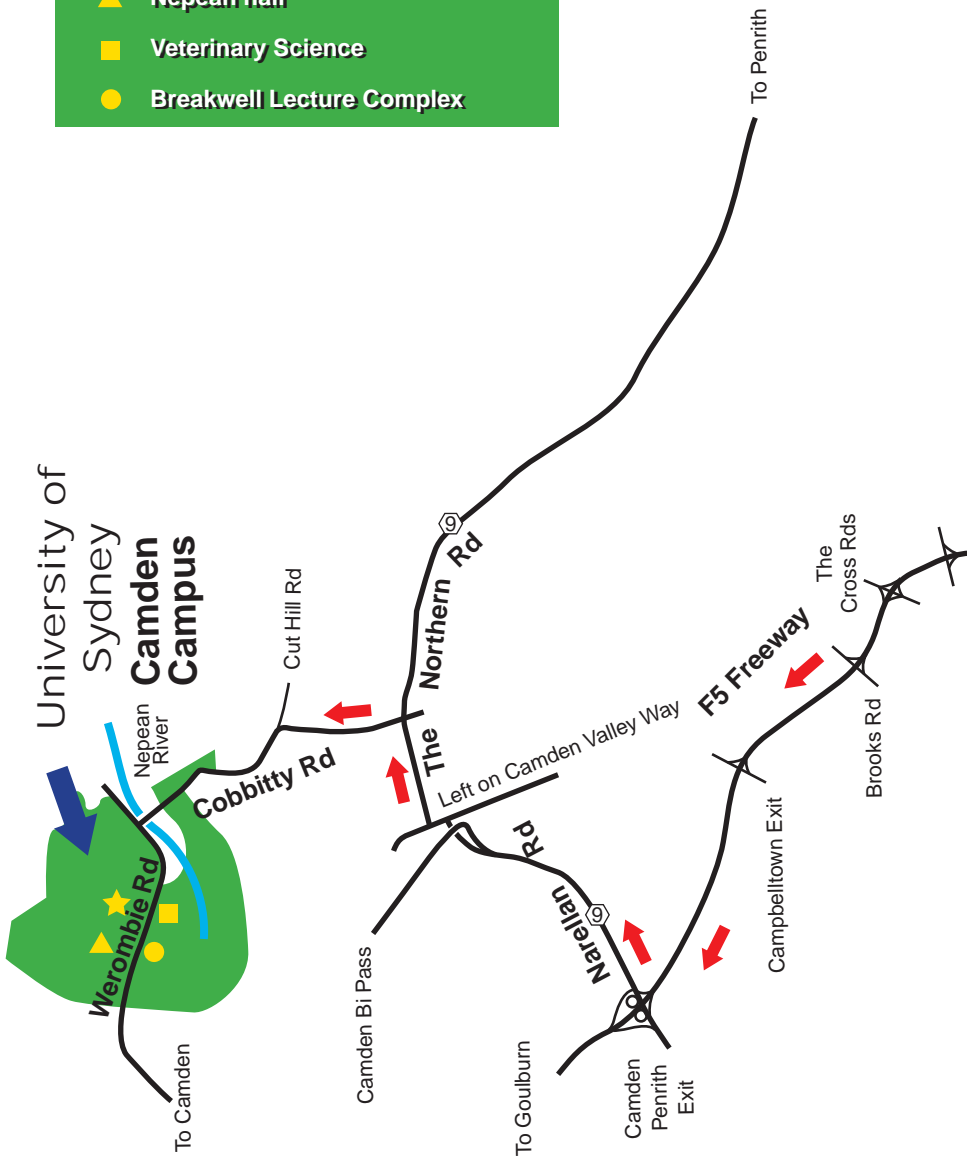 Nepean hall
Veterinary Science
Breakwell Lecture Complex
To Penrith
University of
Sydney
Camden
Campus
Nepean
River
Cut Hill Rd
Cobbitty Rd
Werombie Rd
To Camden
The
Northern
Rd
9
Left on Camden Valley Way
F5 Freeway
The
Cross Rds
Brooks Rd
Campbelltown Exit
Narellan
Rd
9
Camden Bi Pass
To Goulburn
Camden
Penrith
Exit